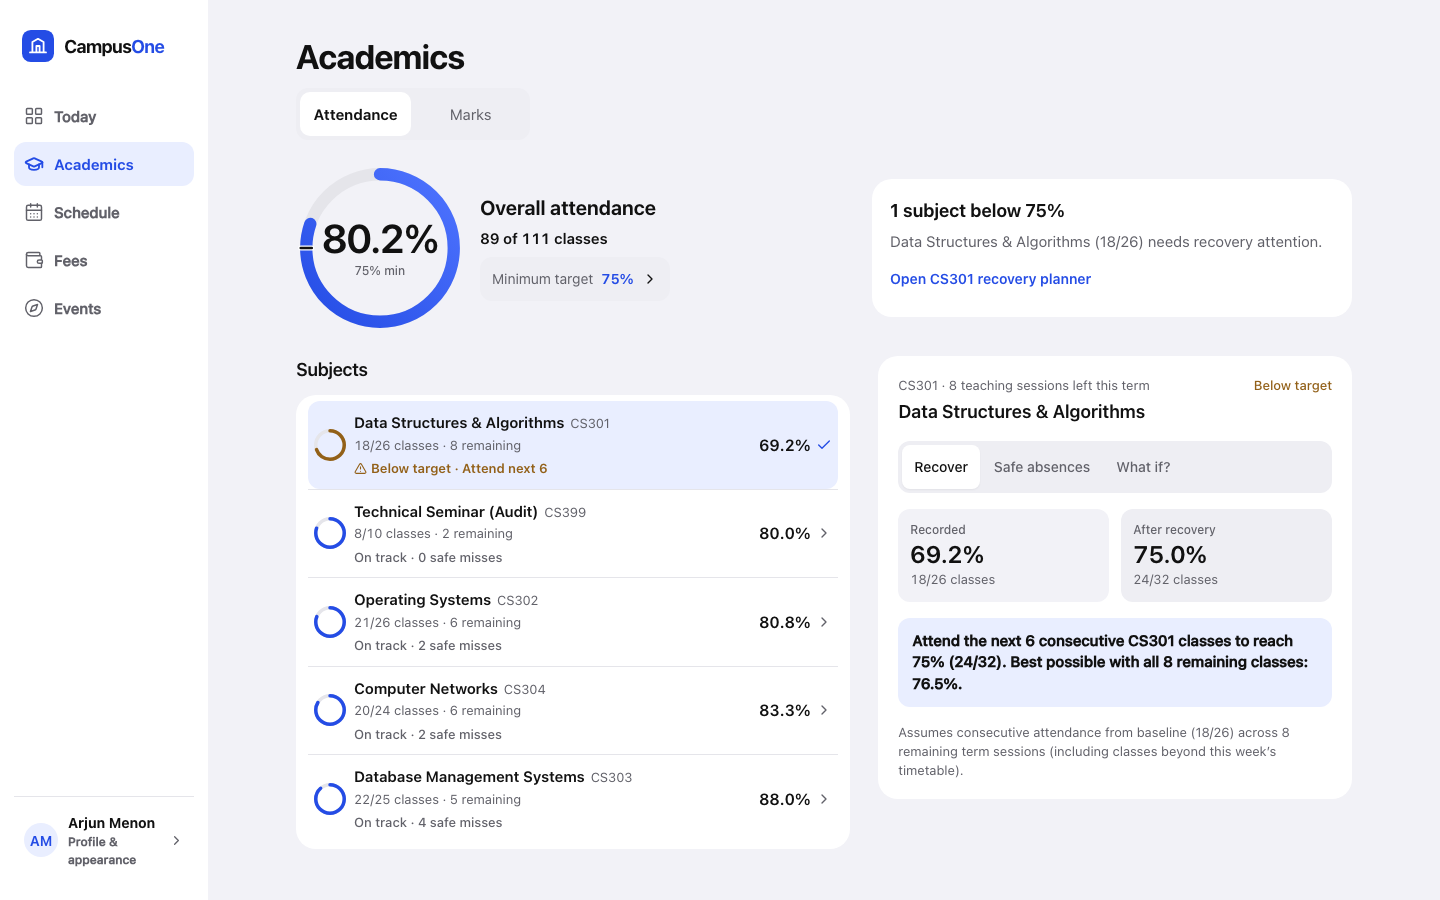 CampusOne
Today
Academics
Schedule
Fees
Events
Arjun Menon
Profile &
appearance
AM
Academics
Attendance
Marks
80.2%
75% min
Overall attendance
89 of 111 classes
Minimum target 75%
1 subject below 75%
Data Structures & Algorithms (18/26) needs recovery attention.
Open CS301 recovery planner
Subjects
Data Structures & Algorithms CS301
18/26 classes · 8 remaining
Below target · Attend next 6
69.2%
Technical Seminar (Audit) CS399
8/10 classes · 2 remaining
On track · 0 safe misses
80.0%
Operating Systems CS302
21/26 classes · 6 remaining
On track · 2 safe misses
80.8%
Computer Networks CS304
20/24 classes · 6 remaining
On track · 2 safe misses
83.3%
Database Management Systems CS303
22/25 classes · 5 remaining
On track · 4 safe misses
88.0%
CS301 · 8 teaching sessions left this term
Below target
Data Structures & Algorithms
Recover
Safe absences
What if?
Recorded
69.2%
18/26 classes
After recovery
75.0%
24/32 classes
Attend the next 6 consecutive CS301 classes to reach
75% (24/32). Best possible with all 8 remaining classes:
76.5%.
Assumes consecutive attendance from baseline (18/26) across 8
remaining term sessions (including classes beyond this week’s
timetable).